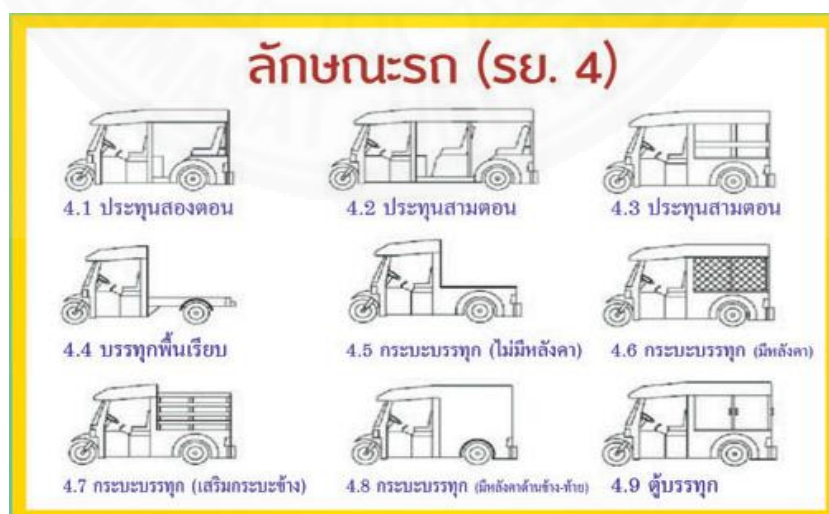 ลักษณะรถ (รย. 4)
4.1 ประทุนสองตอน
4.2 ประทุนสามตอน
4.3 ประทุนสามตอน
4.4 บรรทุกพื้นเรียบ
4.5 กระบะบรรทุก (ไม่มีหลังคา)
4.6 กระบะบรรทุก (มีหลังคา)
4.7 กระบะบรรทุก (เสริมกระบะข้าง)
4.8 กระบะบรรทุก (มีหลังคาด้านข้าง-ท้าย)
4.9 ตู้บรรทุก